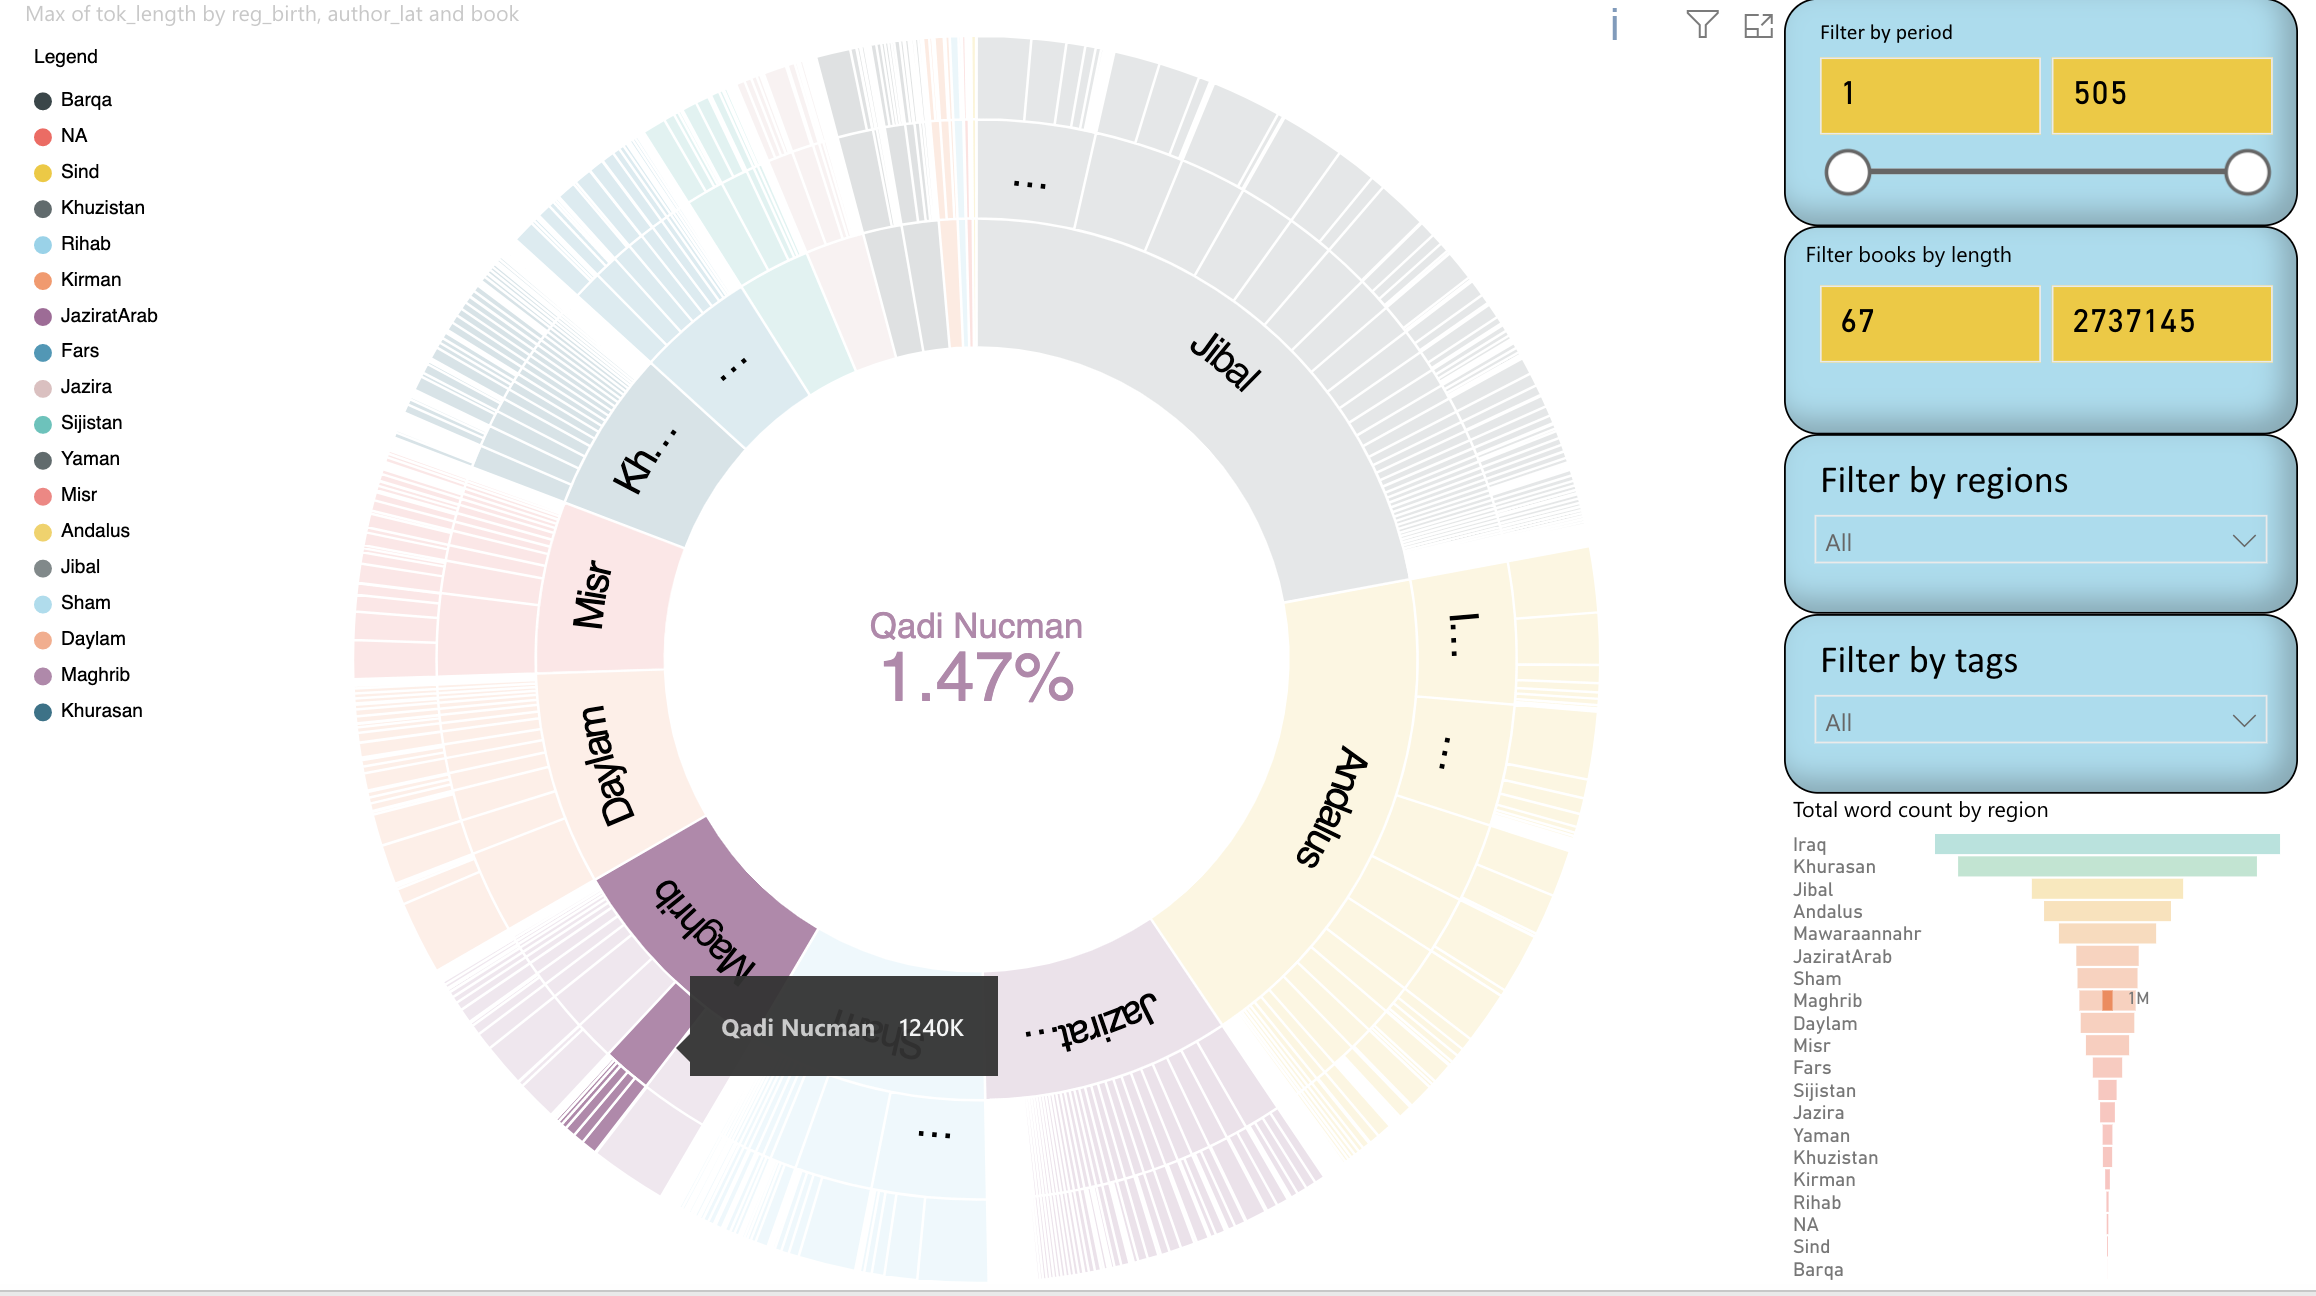 Max of tok_length by reg_birth, author_lat and book
Legend
Barqa
NA
Sind
Khuzistan
Rihab
Kirman
JaziratArab
Fars
Jazira
Sijistan
Yaman
Misr
Andalus
Jibal
Sham
Daylam
Maghrib
Khurasan
...
Jibal
I...
...
Andalus
Jazirat...
Sham
...
Maghrib
Daylam
Misr
Kh...
...
Qadi Nucman
1.47%
Qadi Nucman 1240K
i
Filter by period
1 505
Filter books by length
67 2737145
Filter by regions
All
Filter by tags
All
Total word count by region
Iraq
Khurasan
Jibal
Andalus
Mawaraannahr
JaziratArab
Sham
Maghrib 1M
Daylam
Misr
Fars
Sijistan
Jazira
Yaman
Khuzistan
Kirman
Rihab
NA
Sind
Barqa